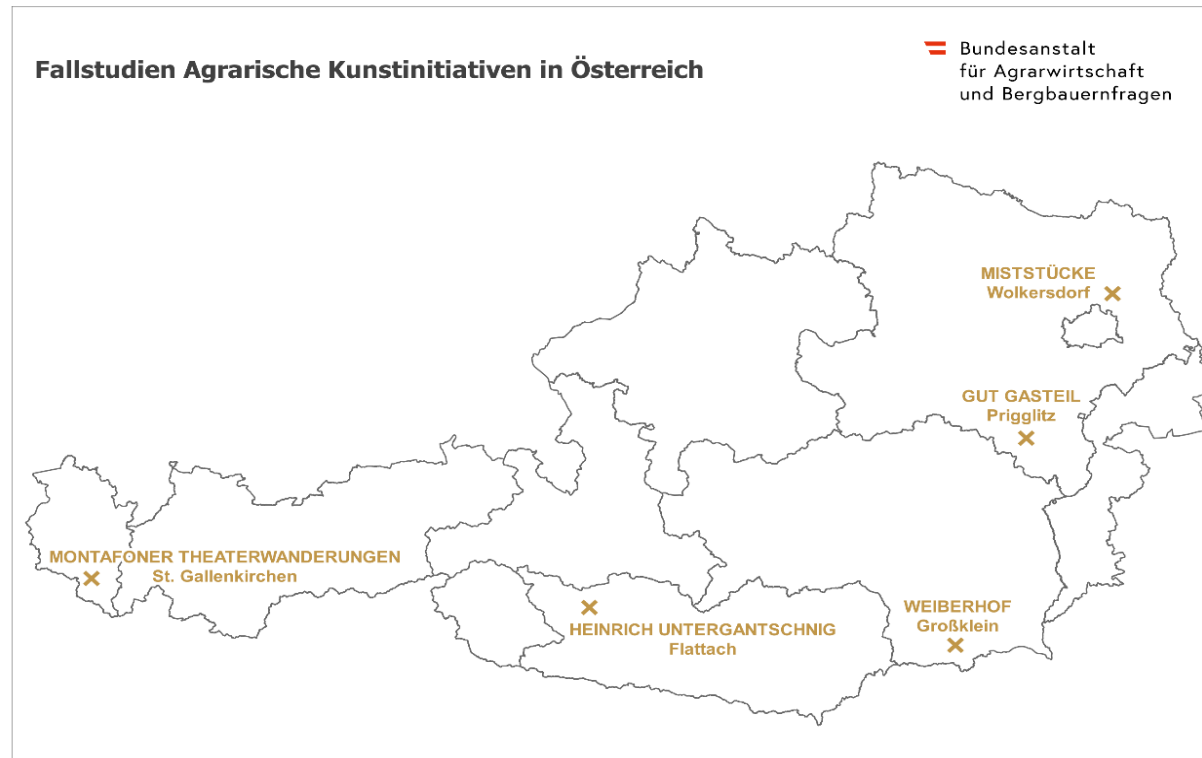 Fallstudien Agrarische Kunstinitiativen in Österreich
Bundesanstalt
für Agrarwirtschaft
und Bergbauernfragen
MISTSTÜCKE
Wolkersdorf
GUT GASTEIL
Prigglitz
MONTAFONER THEATERWANDERUNGEN
St. Gallenkirchen
WEIBERHOF
Großklein
HEINRICH UNTERGANTSCHNIG
Flattach